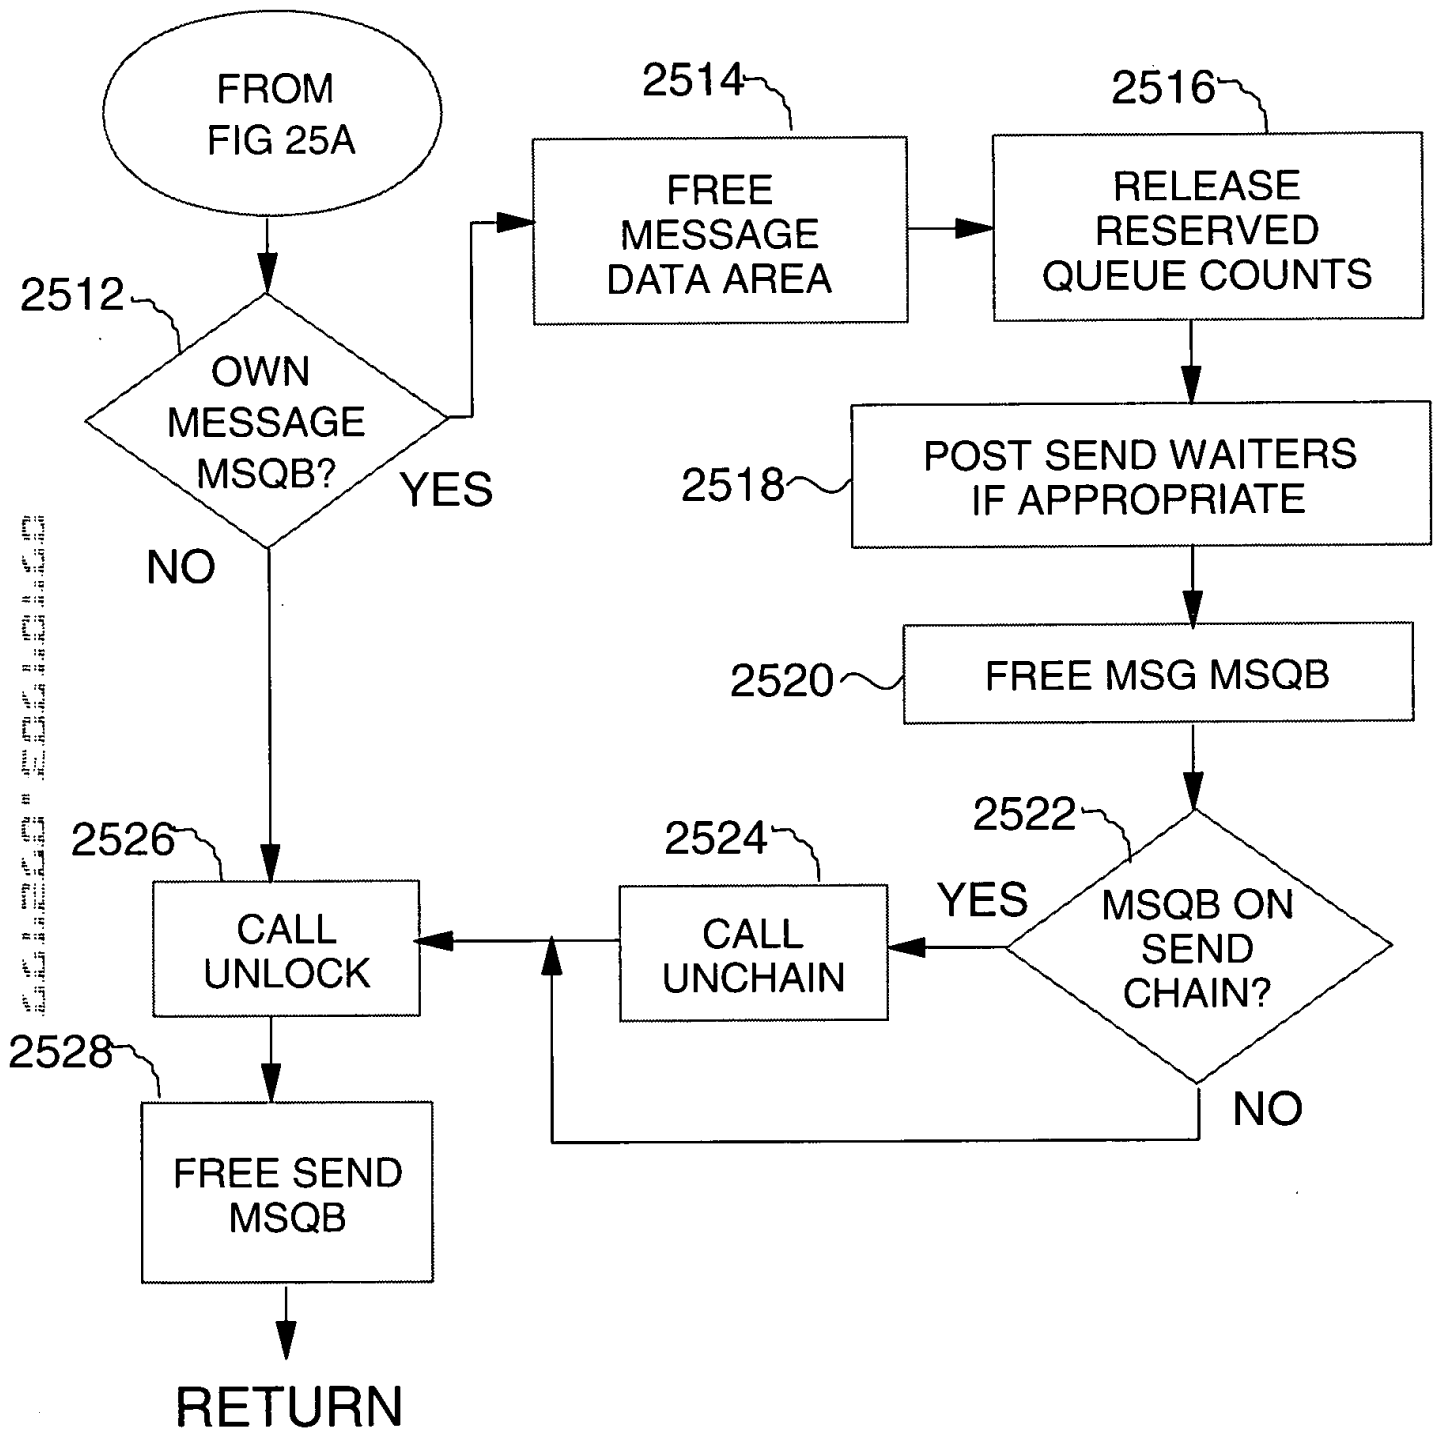 FROM
FIG 25A
2512
OWN
MESSAGE
MSQB?
YES
NO
2514
FREE
MESSAGE
DATA AREA
2516
RELEASE
RESERVED
QUEUE COUNTS
2518
POST SEND WAITERS
IF APPROPRIATE
2520
FREE MSG MSQB
2522
MSQB ON
SEND
CHAIN?
YES
NO
2524
CALL
UNCHAIN
2526
CALL
UNLOCK
2528
FREE SEND
MSQB
RETURN